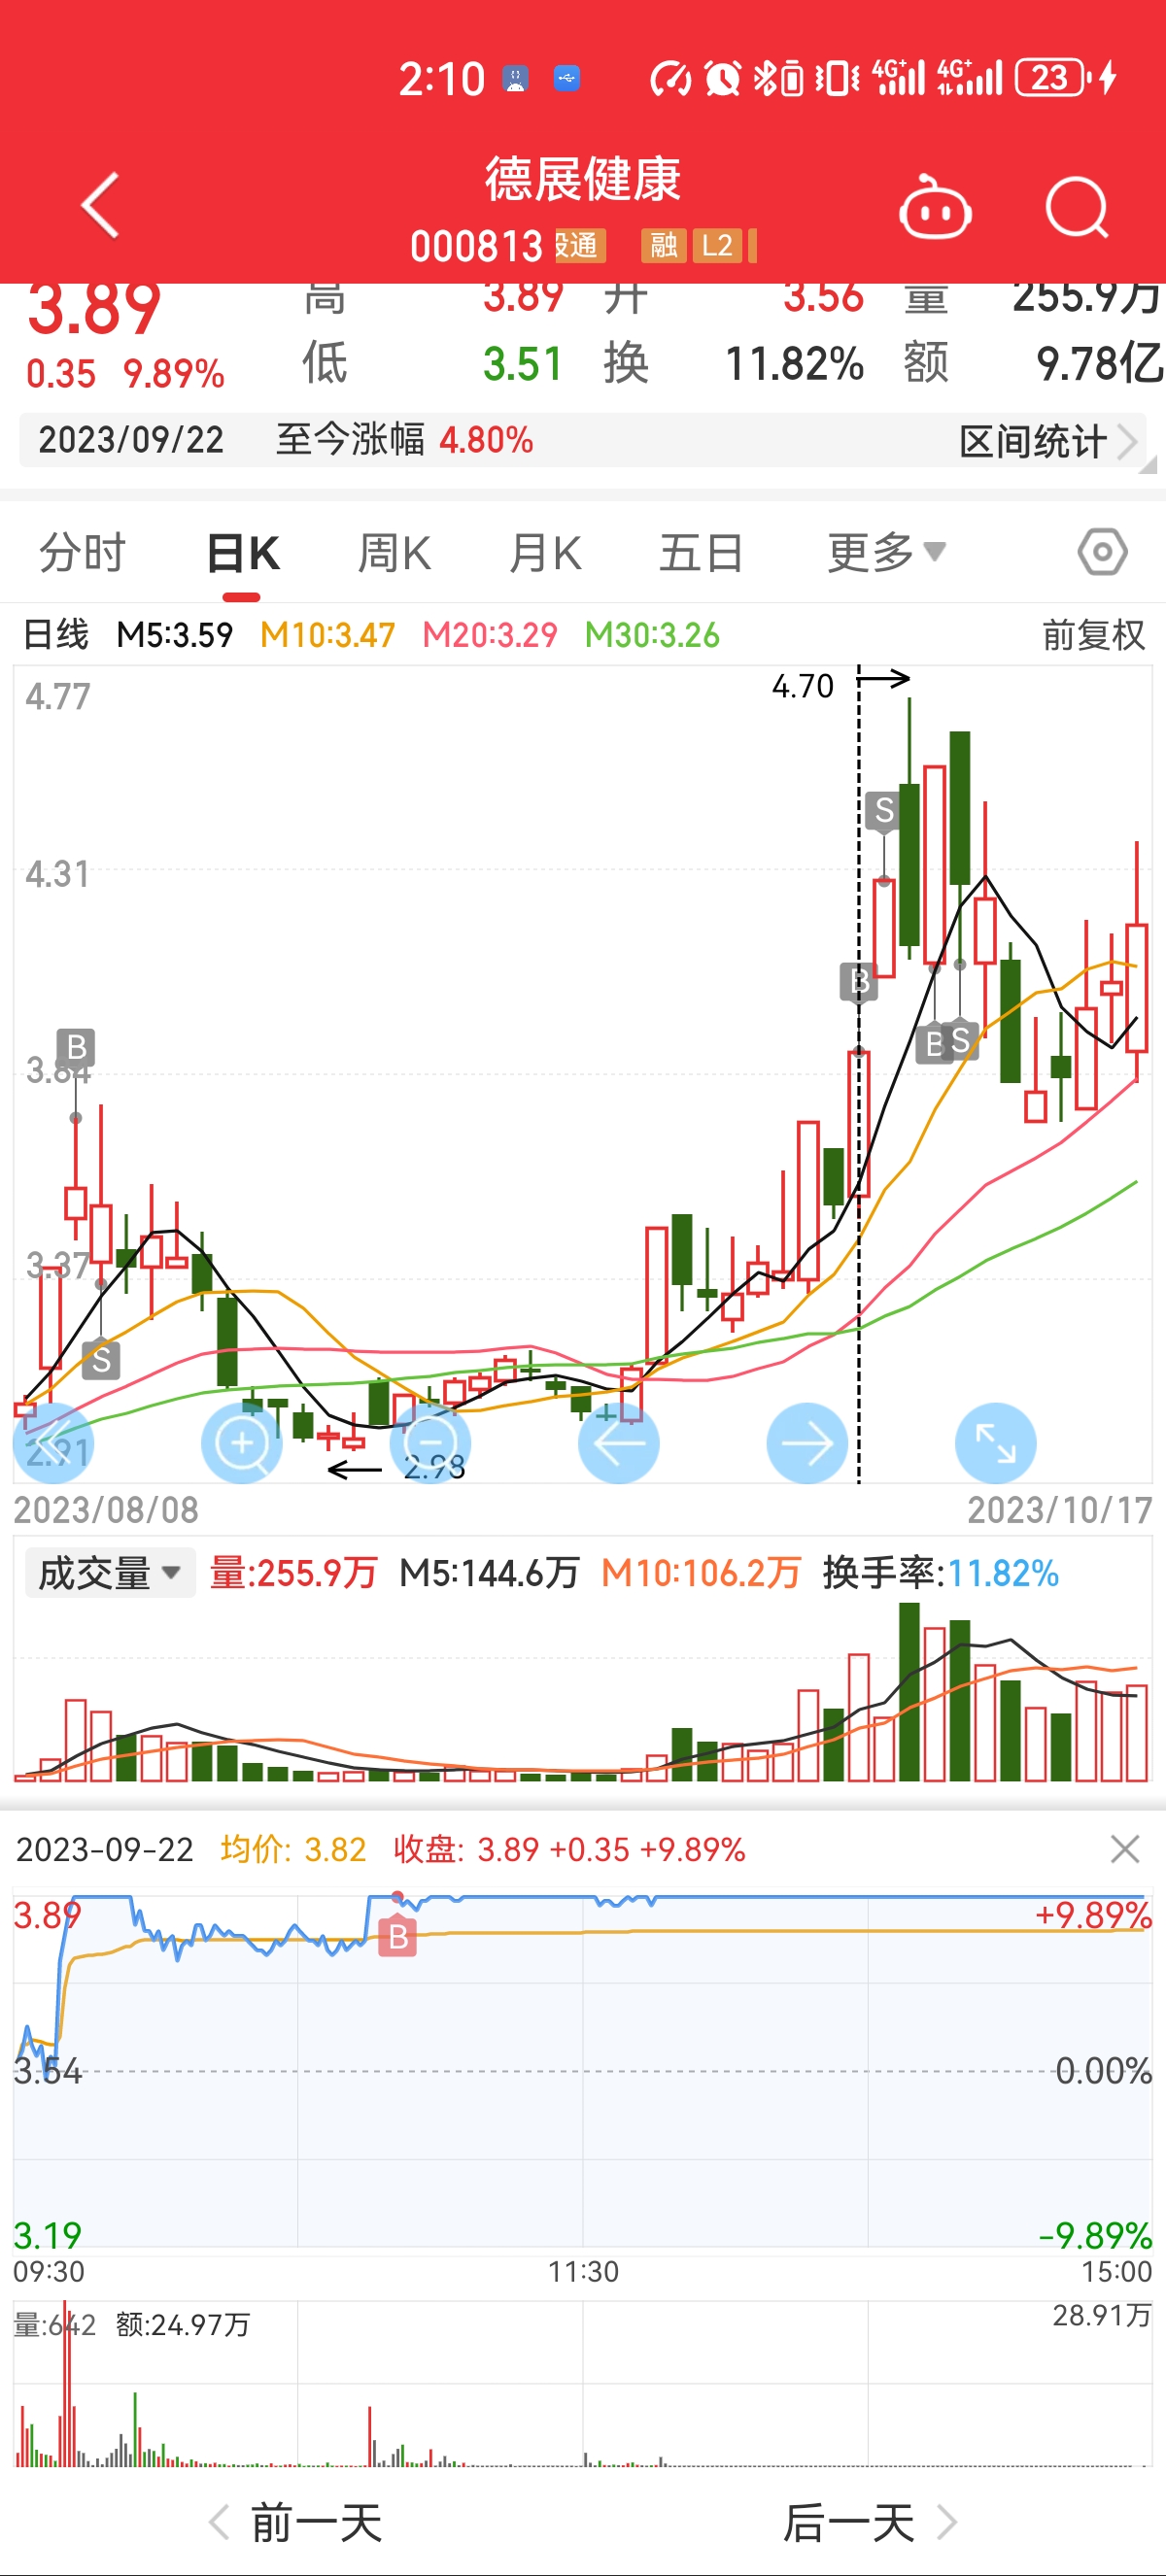 2:10 4G+ 4G+ 23
德展健康
000813 股通 融 L2
3.89 高 3.89 开 3.56 量 255.9万
0.35 9.89% 低 3.51 换 11.82% 额 9.78亿
2023/09/22 至今涨幅 4.80% 区间统计
分时 日K 周K 月K 五日 更多
日线 M5:3.59 M10:3.47 M20:3.29 M30:3.26 前复权
4.77
4.70
S
4.31
B
B S
B
3.84
3.37
S
2.91
2.93
2023/08/08 2023/10/17
成交量 量:255.9万 M5:144.6万 M10:106.2万 换手率:11.82%
2023-09-22 均价: 3.82 收盘: 3.89 +0.35 +9.89%
3.89 +9.89%
B
3.54 0.00%
3.19 -9.89%
09:30 11:30 15:00
量:642 额:24.97万 28.91万
前一天 后一天